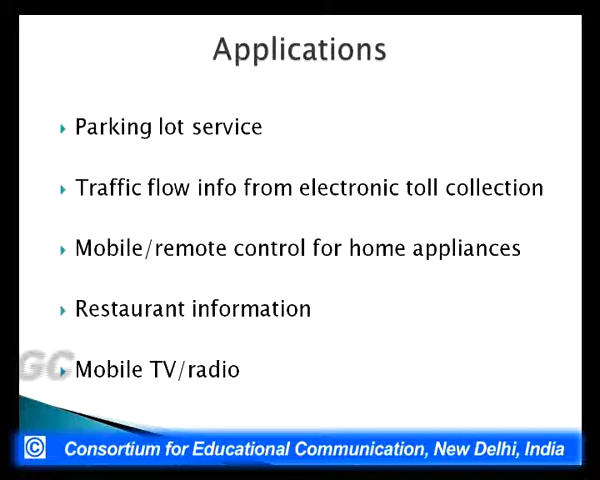 Applications
Parking lot service
Traffic flow info from electronic toll collection
Mobile/remote control for home appliances
Restaurant information
GC
Mobile TV/radio
© Consortium for Educational Communication, New Delhi, India